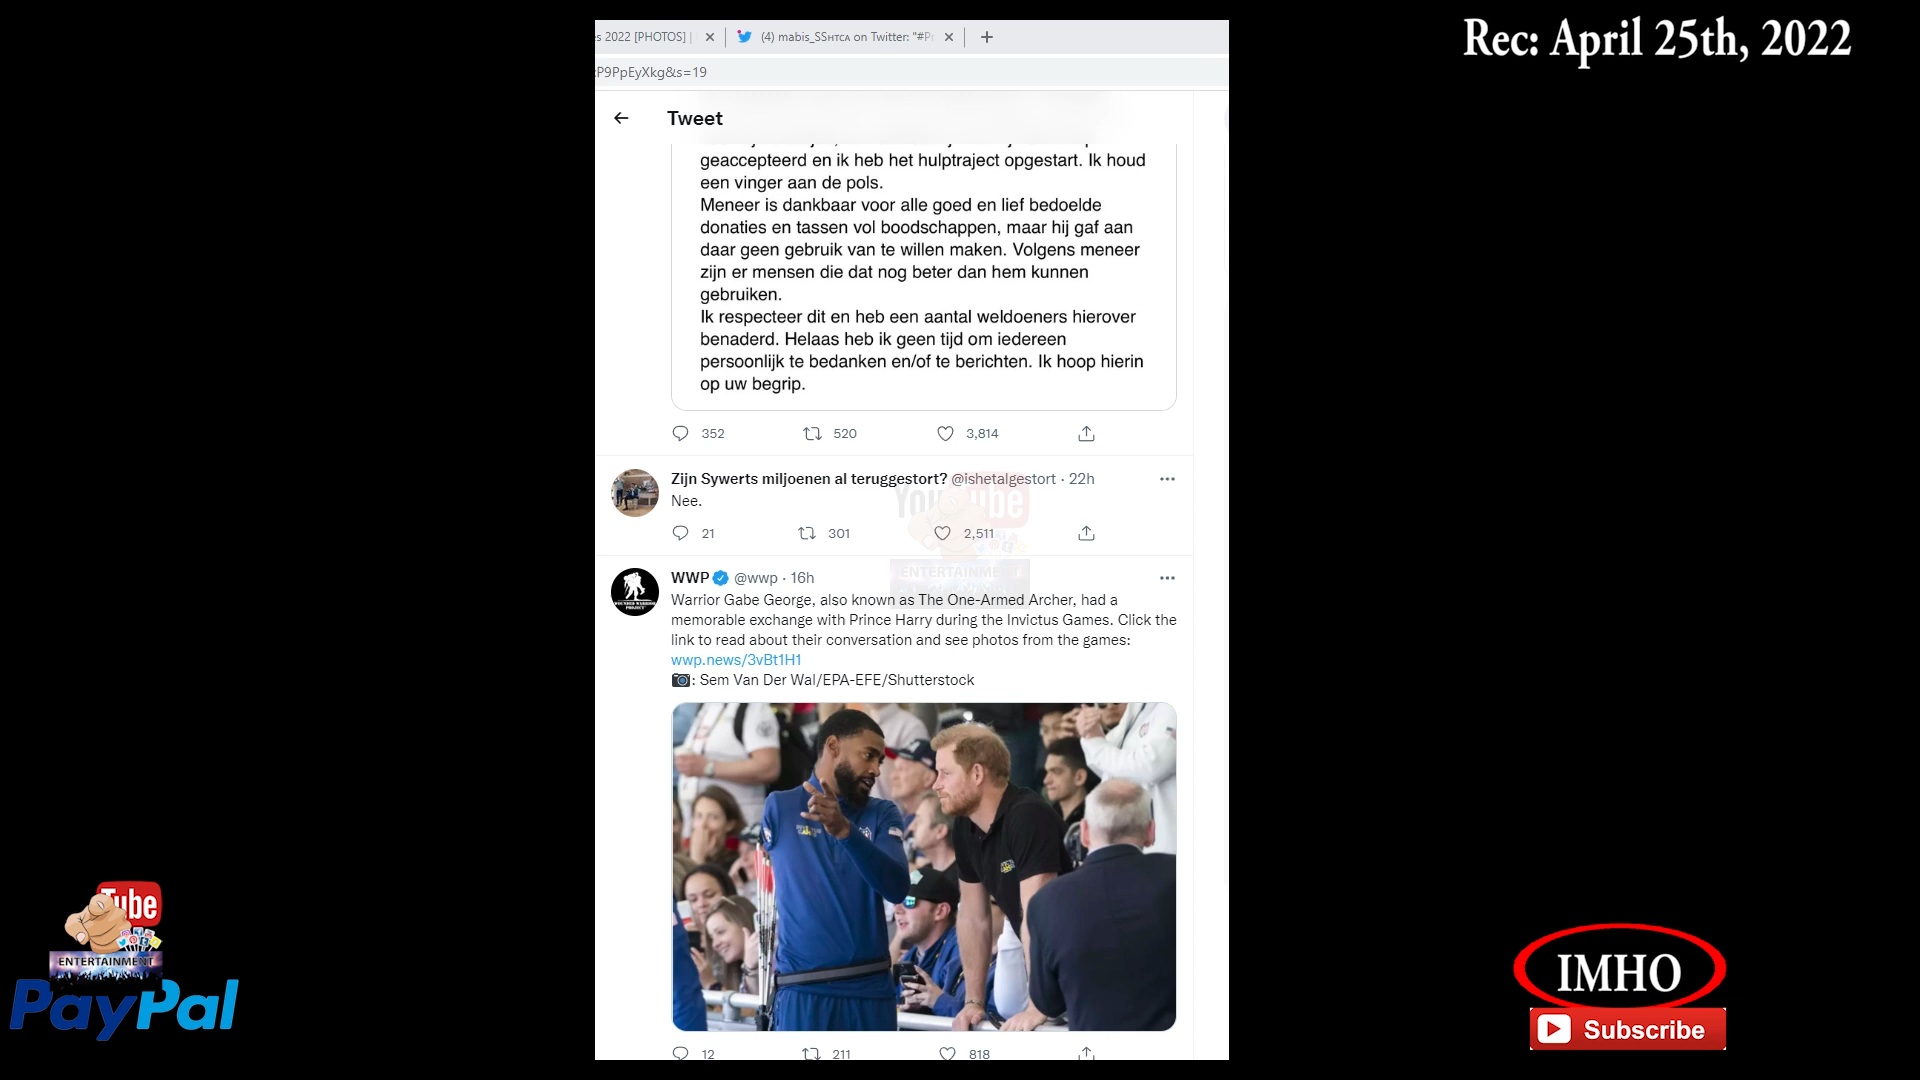 Rec: April 25th, 2022
s 2022 [PHOTOS] |
(4) mabis_SSHTCA on Twitter: "#P
P9PpEyXkg&s=19
Tweet
geaccepteerd en ik heb het hulptraject opgestart. Ik houd
een vinger aan de pols.
Meneer is dankbaar voor alle goed en lief bedoelde
donaties en tassen vol boodschappen, maar hij gaf aan
daar geen gebruik van te willen maken. Volgens meneer
zijn er mensen die dat nog beter dan hem kunnen
gebruiken.
Ik respecteer dit en heb een aantal weldoeners hierover
benaderd. Helaas heb ik geen tijd om iedereen
persoonlijk te bedanken en/of te berichten. Ik hoop hierin
op uw begrip.
352 520 3,814
Zijn Sywerts miljoenen al teruggestort? @ishetalgestort · 22h
Nee.
21 301 2,511
YouTube
ENTERTAINMENT
WWP @wwp · 16h
Warrior Gabe George, also known as The One-Armed Archer, had a
memorable exchange with Prince Harry during the Invictus Games. Click the
link to read about their conversation and see photos from the games:
wwp.news/3vBt1H1
📷: Sem Van Der Wal/EPA-EFE/Shutterstock
12 211 818
Tube
ENTERTAINMENT
PayPal
IMHO
Subscribe